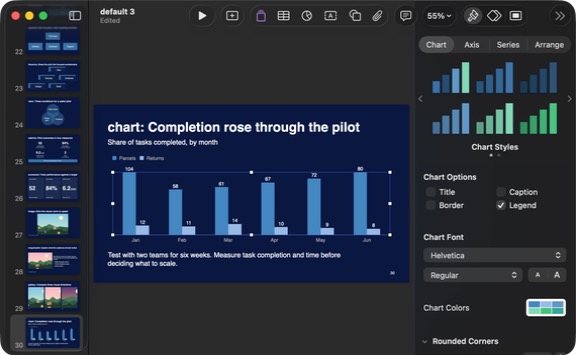 default 3
Edited
55%
Chart
Axis
Series
Arrange
22
23
24
25
26
27
28
29
30
52
84%
6.2
chart: Completion rose through the pilot
Share of tasks completed, by month
Parcels
Returns
104
58
61
67
72
80
12
11
14
10
9
8
Jan
Feb
Mar
Apr
May
Jun
Test with two teams for six weeks. Measure task completion and time before
deciding what to scale.
30
Chart Styles
Chart Options
Title
Caption
Border
Legend
Chart Font
Helvetica
Regular
A
A
Chart Colors
Rounded Corners